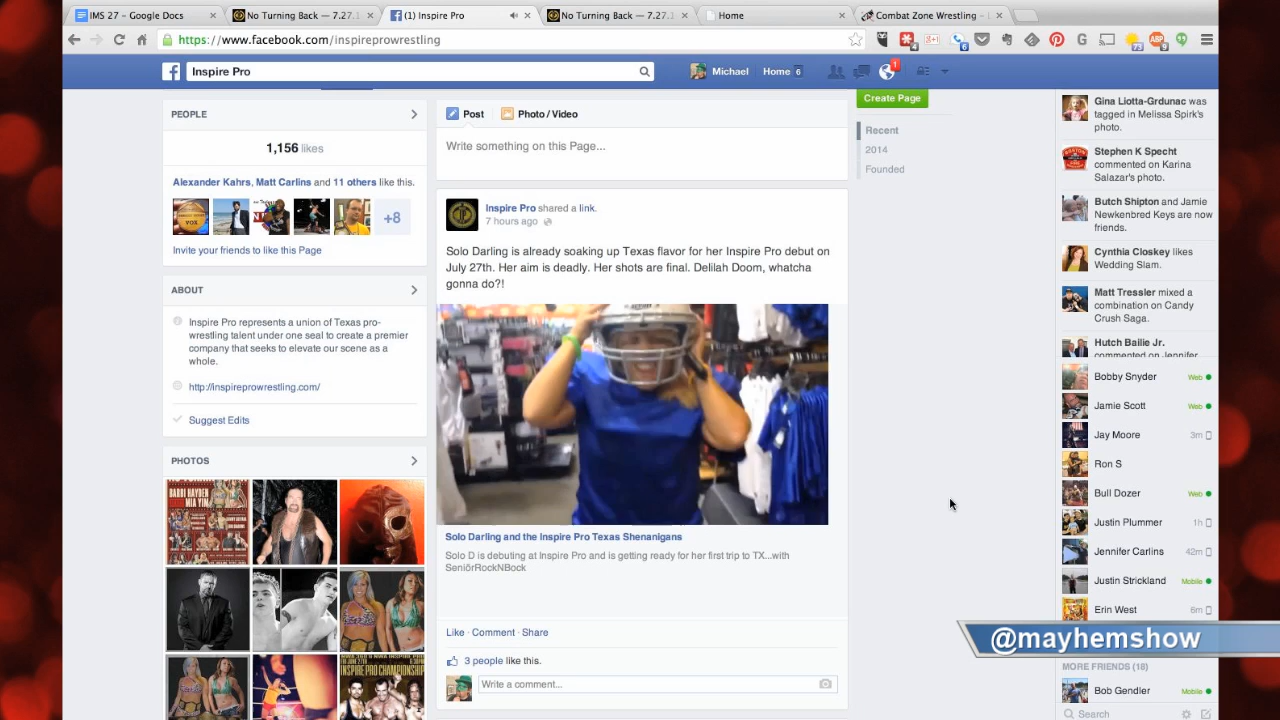 IMS 27 – Google Docs
No Turning Back — 7.27.1
(1) Inspire Pro
No Turning Back — 7.27.
Home
Combat Zone Wrestling –
https://www.facebook.com/inspireprowrestling
Inspire Pro
Michael
Home 6
1
PEOPLE
1,156 likes
Alexander Kahrs, Matt Carlins and 11 others like this.
+8
Invite your friends to like this Page
ABOUT
Inspire Pro represents a union of Texas pro-
wrestling talent under one seal to create a premier
company that seeks to elevate our scene as a
whole.
http://inspireprowrestling.com/
Suggest Edits
PHOTOS
Post
Photo / Video
Write something on this Page...
Inspire Pro shared a link.
7 hours ago
Solo Darling is already soaking up Texas flavor for her Inspire Pro debut on
July 27th. Her aim is deadly. Her shots are final. Delilah Doom, whatcha
gonna do?!
Solo Darling and the Inspire Pro Texas Shenanigans
Solo D is debuting at Inspire Pro and is getting ready for her first trip to TX...with
SeniőrRockNBock
Like · Comment · Share
3 people like this.
Write a comment...
Create Page
Recent
2014
Founded
Gina Liotta-Grdunac was
tagged in Melissa Spirk's
photo.
Stephen K Specht
commented on Karina
Salazar's photo.
Butch Shipton and Jamie
Newkenbred Keys are now
friends.
Cynthia Closkey likes
Wedding Slam.
Matt Tressler mixed a
combination on Candy
Crush Saga.
Hutch Bailie Jr.
commented on Jennifer
Bobby Snyder Web
Jamie Scott Web
Jay Moore 3m
Ron S
Bull Dozer Web
Justin Plummer 1h
Jennifer Carlins 42m
Justin Strickland Mobile
Erin West 6m
@mayhemshow
MORE FRIENDS (18)
Bob Gendler Mobile
Search